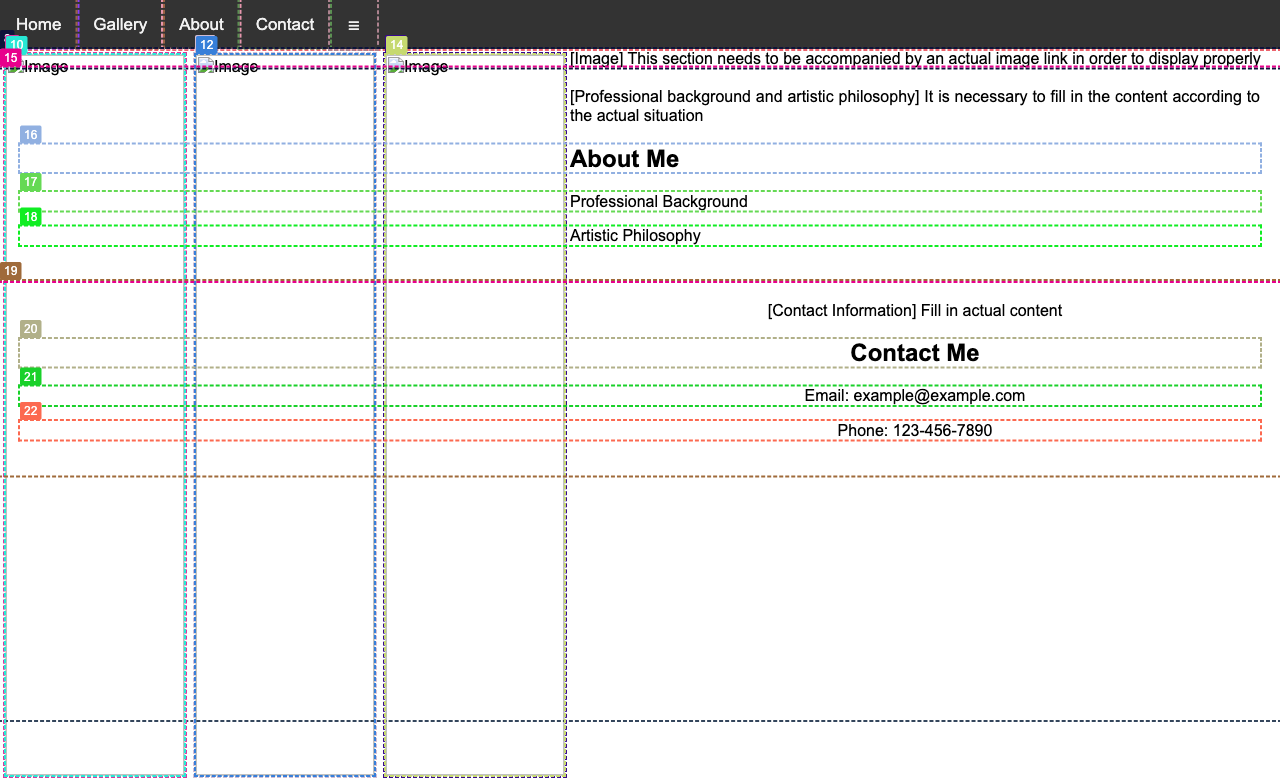 Home Gallery About Contact ≡
10 12 14
15
Image Image Image [Image] This section needs to be accompanied by an actual image link in order to display properly
[Professional background and artistic philosophy] It is necessary to fill in the content according to
the actual situation
16
About Me
17
Professional Background
18
Artistic Philosophy
19
[Contact Information] Fill in actual content
20
Contact Me
21
Email: example@example.com
22
Phone: 123-456-7890